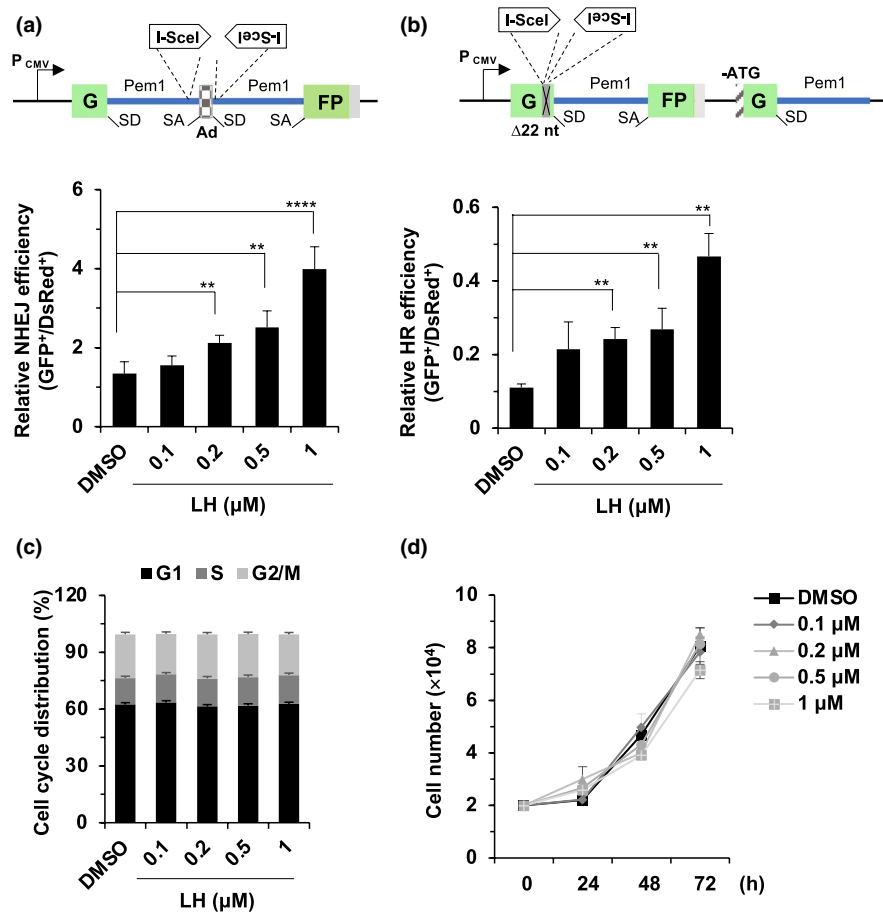 (a)
I-SceI I-SceI
P CMV
Pem1 Pem1
G FP
SD SA SD SA
Ad
(b)
I-SceI I-SceI
P CMV
-ATG
Pem1 Pem1
G FP G
SD SA
Δ22 nt
Relative NHEJ efficiency
(GFP⁺/DsRed⁺)
6
4
2
0
**
**
****
DMSO 0.1 0.2 0.5 1
LH (µM)
Relative HR efficiency
(GFP⁺/DsRed⁺)
0.6
0.4
0.2
0
**
**
**
DMSO 0.1 0.2 0.5 1
LH (µM)
(c)
G1 S G2/M
Cell cycle distribution (%)
120
90
60
30
0
DMSO 0.1 0.2 0.5 1
LH (µM)
(d)
Cell number (×10⁴)
10
8
6
4
2
0
0 24 48 72 (h)
DMSO
0.1 µM
0.2 µM
0.5 µM
1 µM